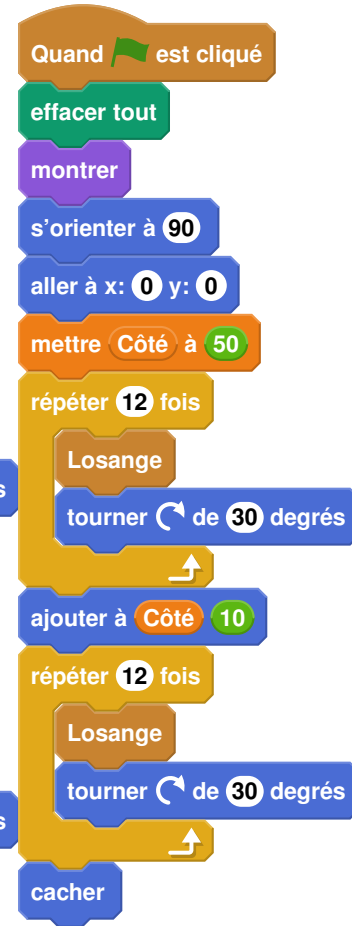 Quand est cliqué
effacer tout
montrer
s'orienter à 90
aller à x: 0 y: 0
mettre Côté à 50
répéter 12 fois
Losange
s
tourner de 30 degrés
ajouter à Côté 10
répéter 12 fois
Losange
tourner de 30 degrés
s
cacher